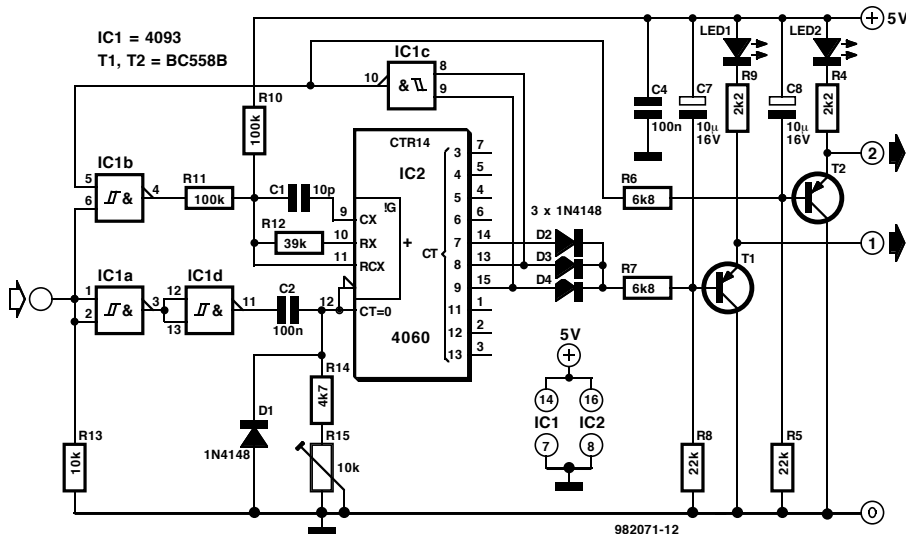 IC1 = 4093
T1, T2 = BC558B
5V
LED1
LED2
IC1c
10
&
8
9
R10
100k
R9
2k2
R4
2k2
C4
100n
C7
10µ
16V
C8
10µ
16V
CTR14
IC2
3
7
4
5
5
4
6
6
7
14
8
13
9
15
11
1
12
2
13
3
CT
IC1b
5
6
&
4
R11
100k
C1
10p
!G
+
9
CX
R12
39k
10
RX
11
RCX
R6
6k8
2
T2
3 x 1N4148
D2
D3
D4
1
T1
R7
6k8
IC1a
1
2
&
3
IC1d
12
13
&
11
C2
100n
12
CT=0
4060
R14
4k7
5V
14
16
IC1
IC2
7
8
D1
1N4148
R15
10k
R13
10k
R8
22k
R5
22k
0
982071-12